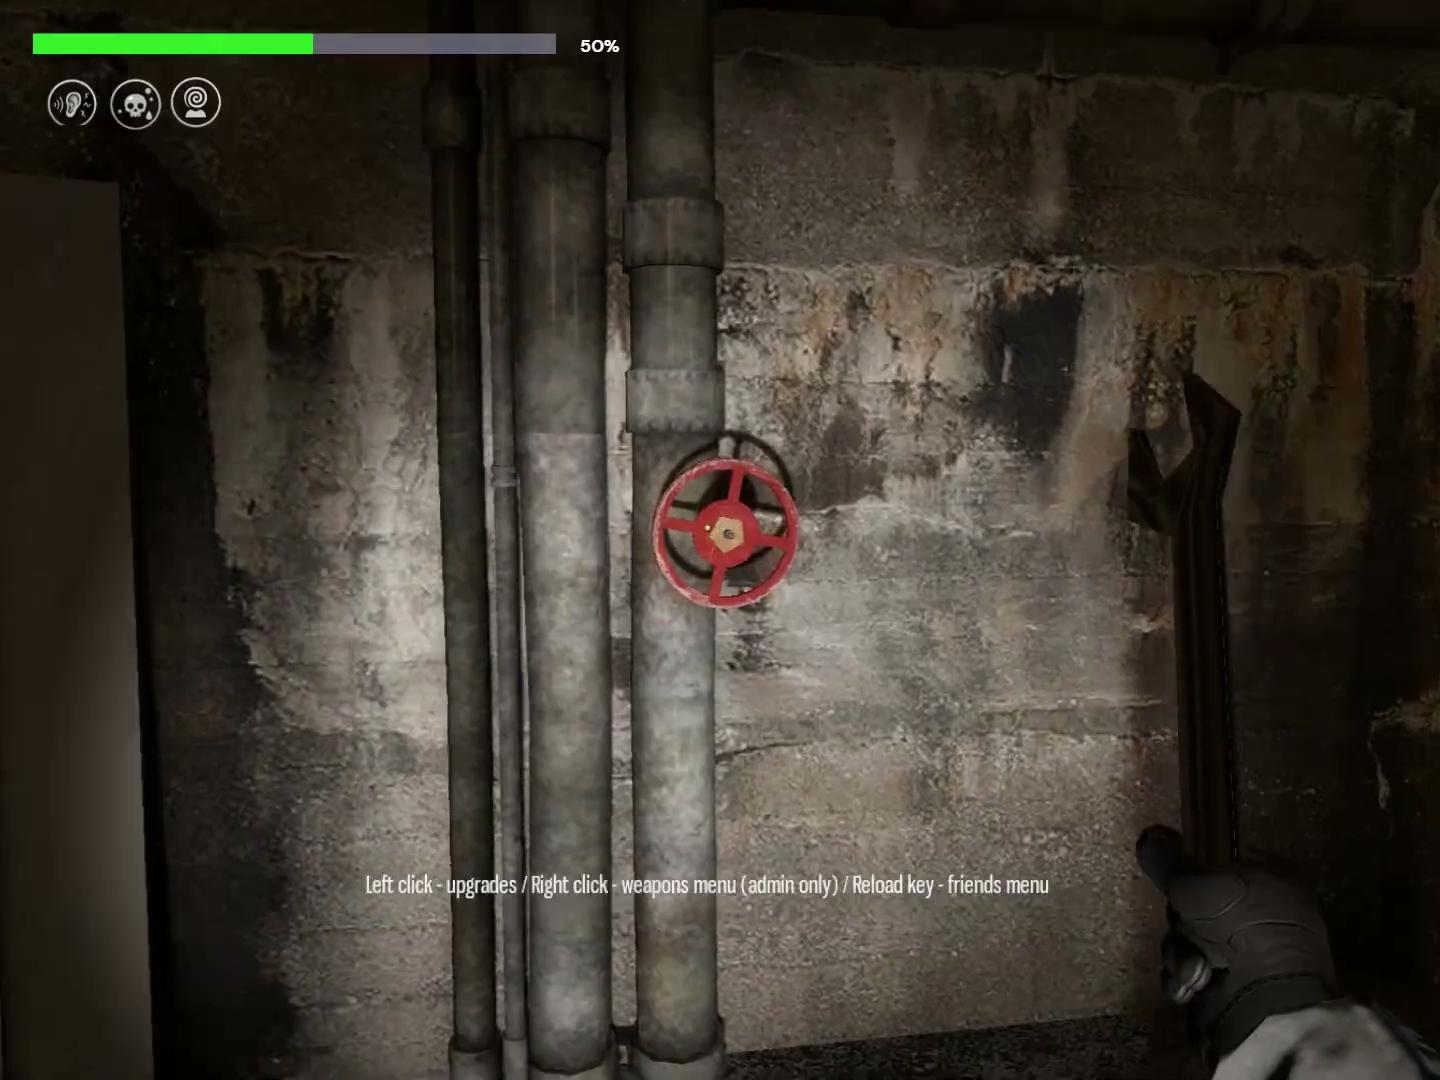 50%
Left click - upgrades / Right click - weapons menu (admin only) / Reload key - friends menu